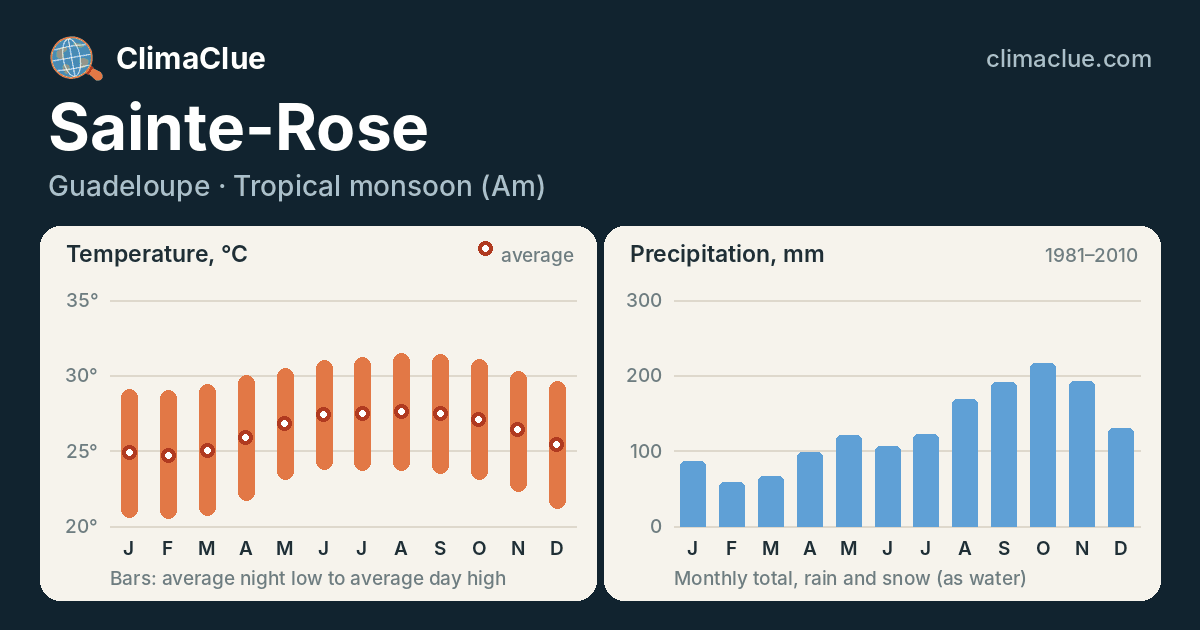 ClimaClue
climaclue.com
Sainte-Rose
Guadeloupe · Tropical monsoon (Am)
Temperature, °C
average
35°
30°
25°
20°
J F M A M J J A S O N D
Bars: average night low to average day high
Precipitation, mm
1981–2010
300
200
100
0
J F M A M J J A S O N D
Monthly total, rain and snow (as water)